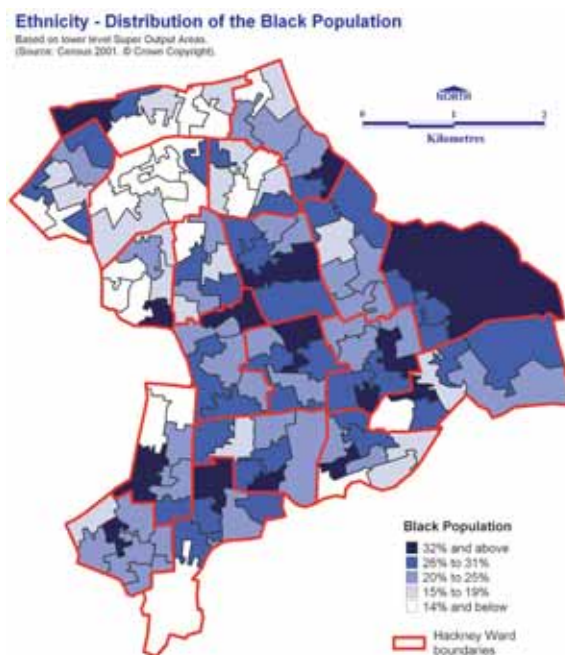 Ethnicity - Distribution of the Black Population
Based on lower level Super Output Areas.
(Source: Census 2001. © Crown Copyright).
NORTH
0 1 2
Kilometres
Black Population
32% and above
26% to 31%
20% to 25%
15% to 19%
14% and below
Hackney Ward
boundaries